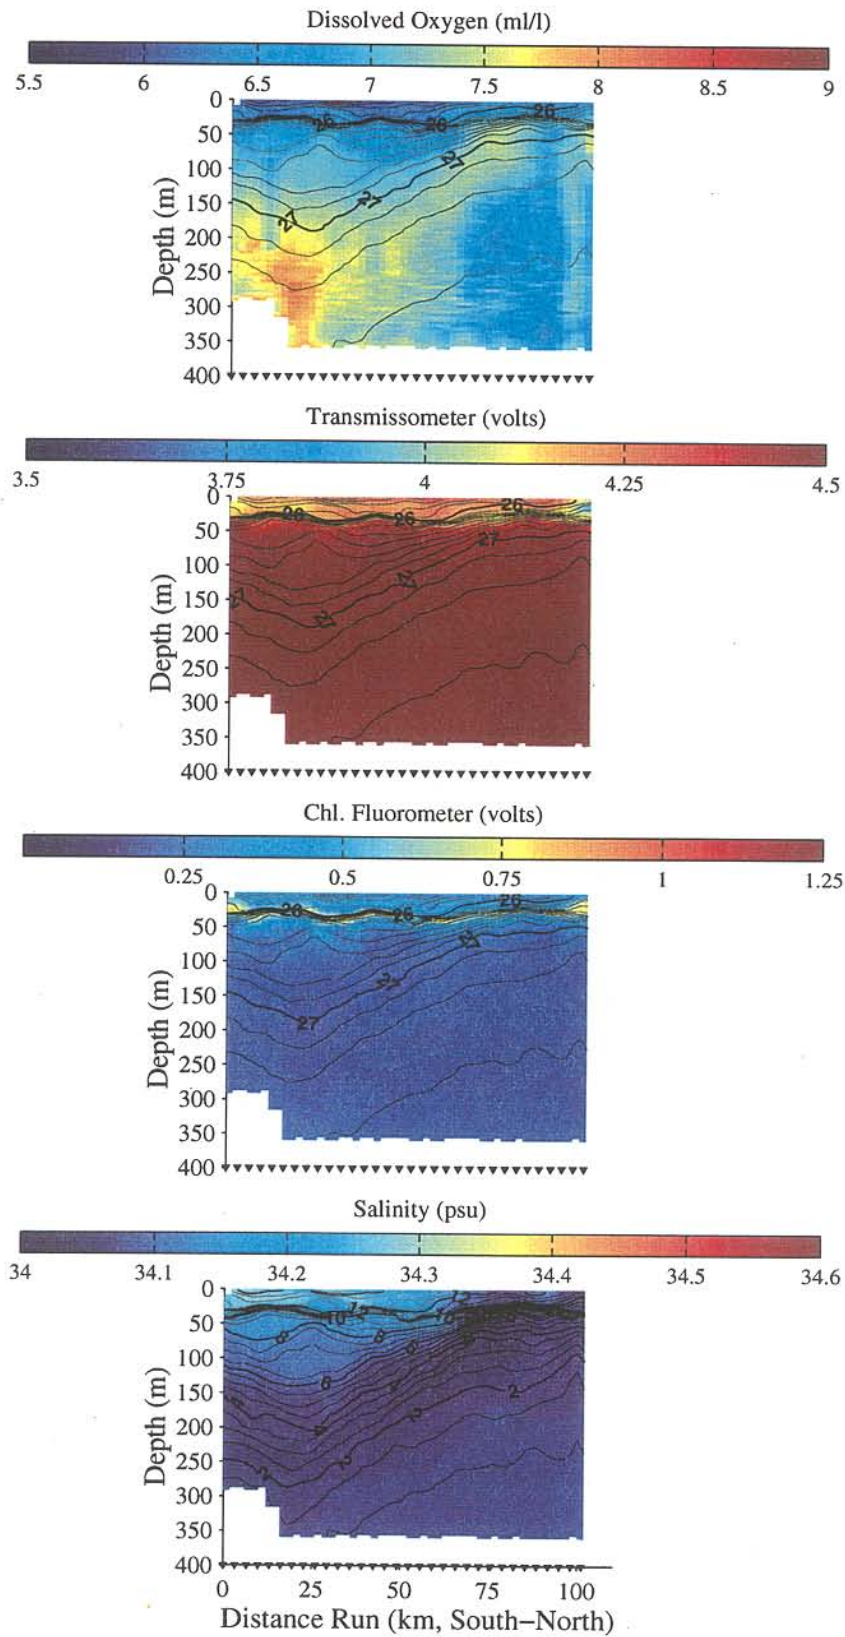 Dissolved Oxygen (ml/l)
5.5 6 6.5 7 7.5 8 8.5 9
0
50
100
150
200
250
300
350
400
Depth (m)
26 26 26
27 27 27
Transmissometer (volts)
3.5 3.75 4 4.25 4.5
0
50
100
150
200
250
300
350
400
Depth (m)
26 26 26
27 27 27 27
Chl. Fluorometer (volts)
0.25 0.5 0.75 1 1.25
0
50
100
150
200
250
300
350
400
Depth (m)
26 26 26
27 27 27
Salinity (psu)
34 34.1 34.2 34.3 34.4 34.5 34.6
0
50
100
150
200
250
300
350
400
Depth (m)
12 12
10 10
8 8
6 6
4 4 4
2 2 2 2
0 25 50 75 100
Distance Run (km, South−North)